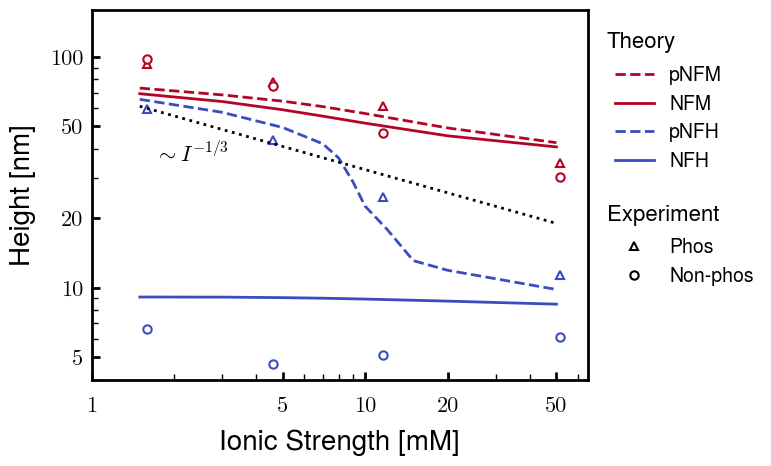 Theory
pNFM
NFM
pNFH
NFH
Experiment
Phos
Non-phos
Height [nm]
100
50
20
10
5
∼ I^{-1/3}
1
5
10
20
50
Ionic Strength [mM]